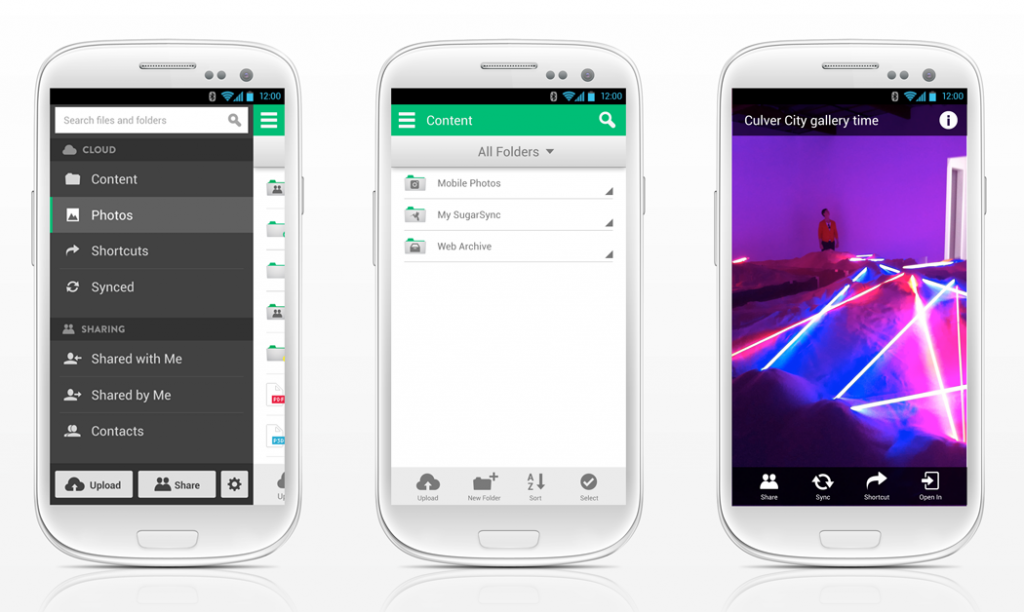 12:00
Search files and folders
CLOUD
Content
Photos
Shortcuts
Synced
SHARING
Shared with Me
Shared by Me
Contacts
PDF
Upload
Share
12:00
Content
All Folders
Mobile Photos
My SugarSync
Web Archive
A
Z
Upload
New Folder
Sort
Select
12:00
Culver City gallery time
i
Share
Sync
Shortcut
Open In